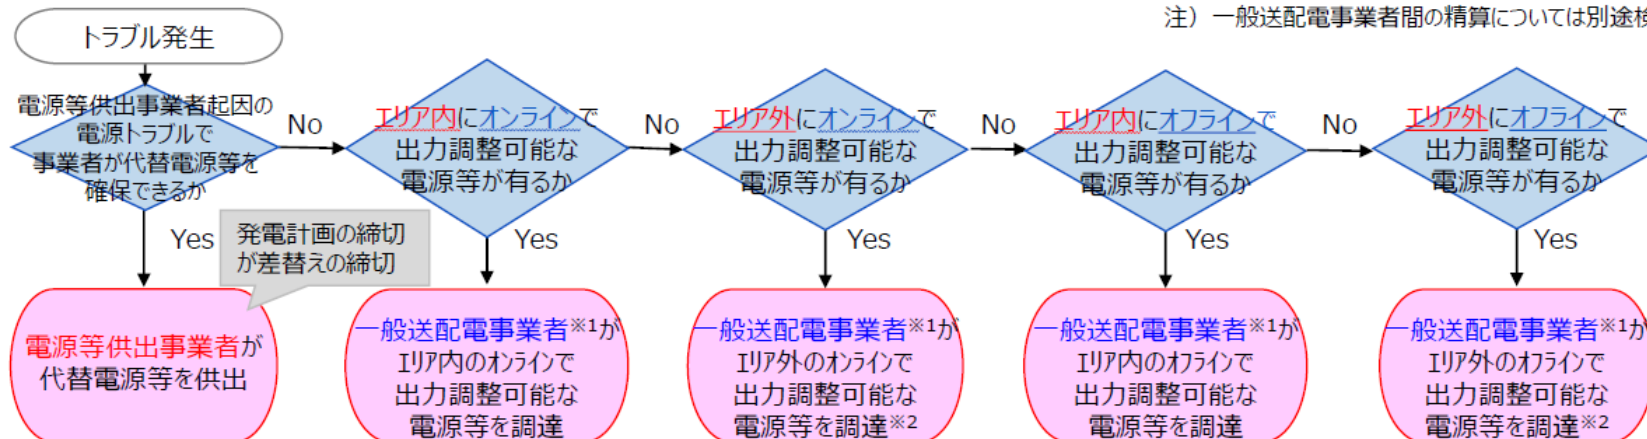 注）一般送配電事業者間の精算については別途検
トラブル発生
電源等供出事業者起因の
電源トラブルで
事業者が代替電源等を
確保できるか
No
エリア内にオンラインで
出力調整可能な
電源等が有るか
No
エリア外にオンラインで
出力調整可能な
電源等が有るか
No
エリア内にオフラインで
出力調整可能な
電源等が有るか
No
エリア外にオフラインで
出力調整可能な
電源等が有るか
Yes
発電計画の締切
が差替えの締切
Yes
Yes
Yes
Yes
電源等供出事業者が
代替電源等を供出
一般送配電事業者※1が
エリア内のオンラインで
出力調整可能な
電源等を調達
一般送配電事業者※1が
エリア外のオンラインで
出力調整可能な
電源等を調達※2
一般送配電事業者※1が
エリア内のオフラインで
出力調整可能な
電源等を調達
一般送配電事業者※1が
エリア外のオフラインで
出力調整可能な
電源等を調達※2